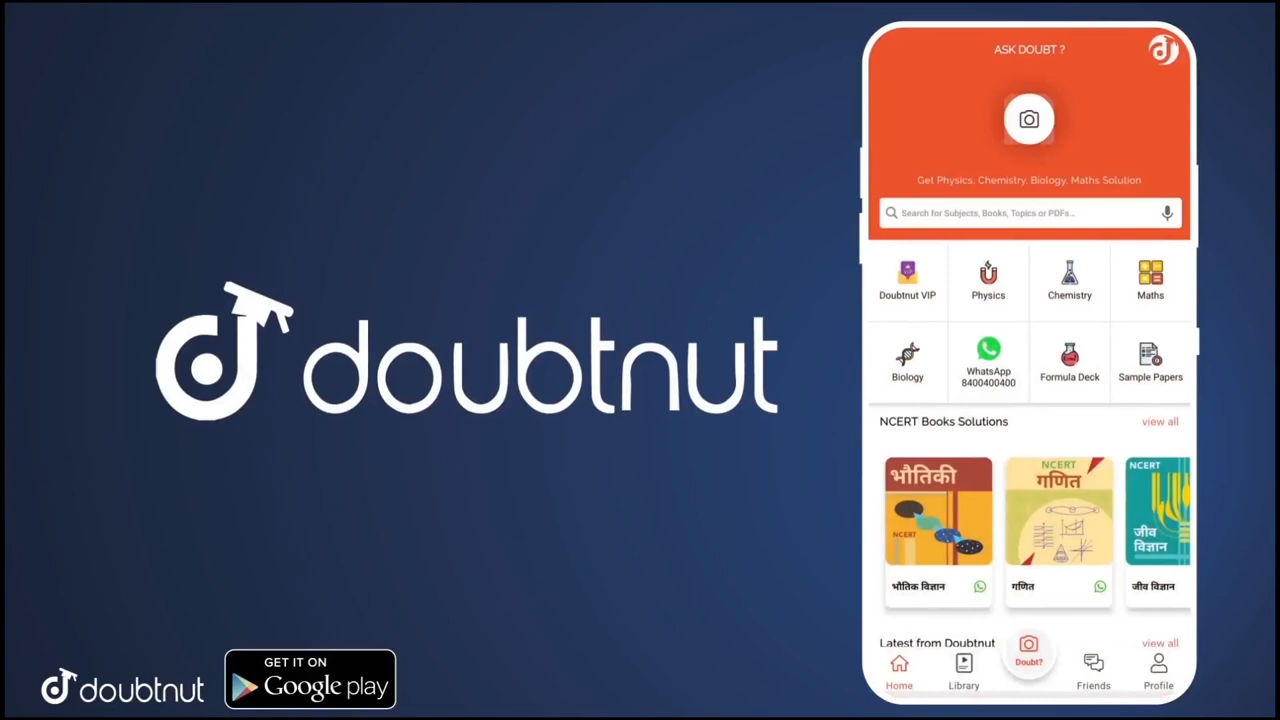 doubtnut
doubtnut
GET IT ON
Google play
ASK DOUBT ?
Get Physics, Chemistry, Biology, Maths Solution
Search for Subjects, Books, Topics or PDFs...
Doubtnut VIP
Physics
Chemistry
Maths
Biology
WhatsApp
8400400400
Formula Deck
Sample Papers
NCERT Books Solutions
view all
भौतिकी
NCERT
भौतिक विज्ञान
NCERT
गणित
गणित
NCERT
जीव
विज्ञान
जीव विज्ञान
Latest from Doubtnut
view all
Home
Library
Doubt?
Friends
Profile